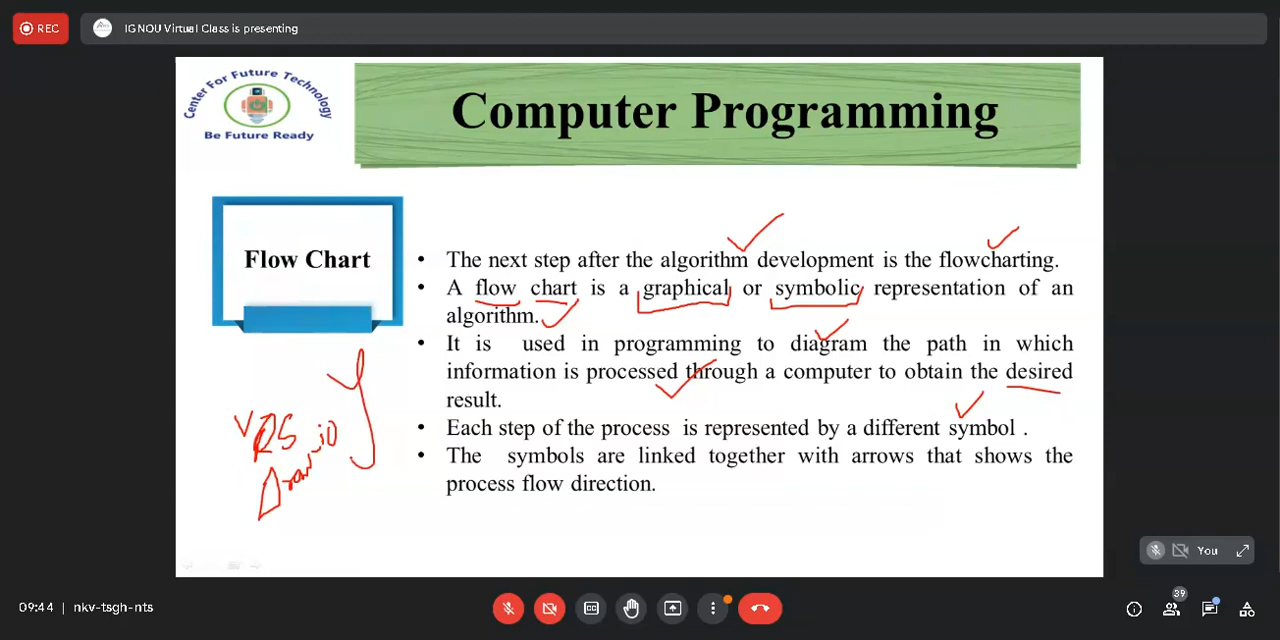 REC
IGNOU Virtual Class is presenting
Center For Future Technology
Be Future Ready
Computer Programming
Flow Chart
• The next step after the algorithm development is the flowcharting.
• A flow chart is a graphical or symbolic representation of an
algorithm.
• It is used in programming to diagram the path in which
information is processed through a computer to obtain the desired
result.
• Each step of the process is represented by a different symbol .
• The symbols are linked together with arrows that shows the
process flow direction.
Draw.io
You
09:44 | nkv-tsgh-nts
39